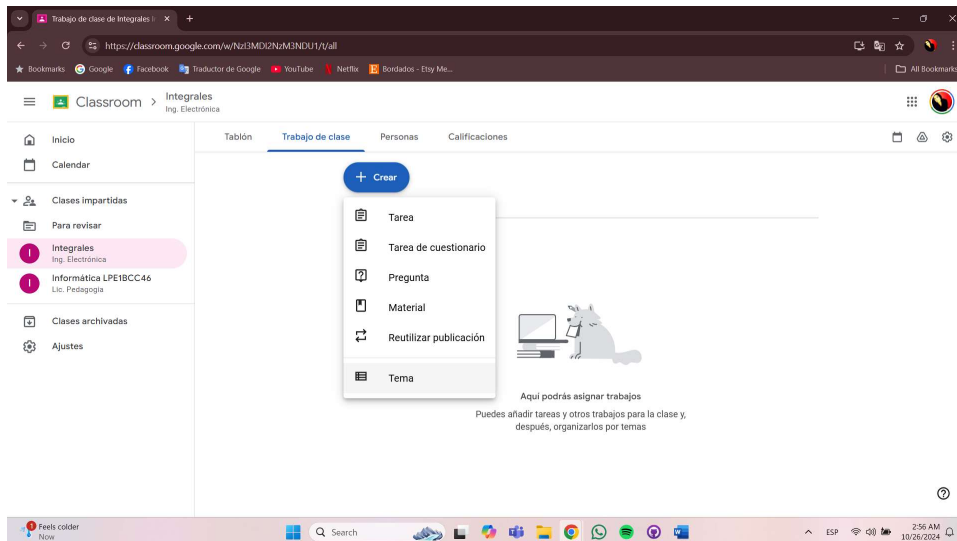 Trabajo de clase de Integrales I
https://classroom.google.com/w/NzI3MDI2NzM3NDU1/t/all
Bookmarks Google Facebook Traductor de Google YouTube Netflix Bordados - Etsy Me... All Bookmarks
Classroom > Integrales
Ing. Electrónica
Inicio
Calendar
Clases impartidas
Para revisar
Integrales
Ing. Electrónica
Informática LPE1BCC46
Lic. Pedagogia
Clases archivadas
Ajustes
Tablón Trabajo de clase Personas Calificaciones
+ Crear
Tarea
Tarea de cuestionario
Pregunta
Material
Reutilizar publicación
Tema
Aquí podrás asignar trabajos
Puedes añadir tareas y otros trabajos para la clase y,
después, organizarlos por temas
1
Feels colder
Now
Search
ESP
2:56 AM
10/26/2024